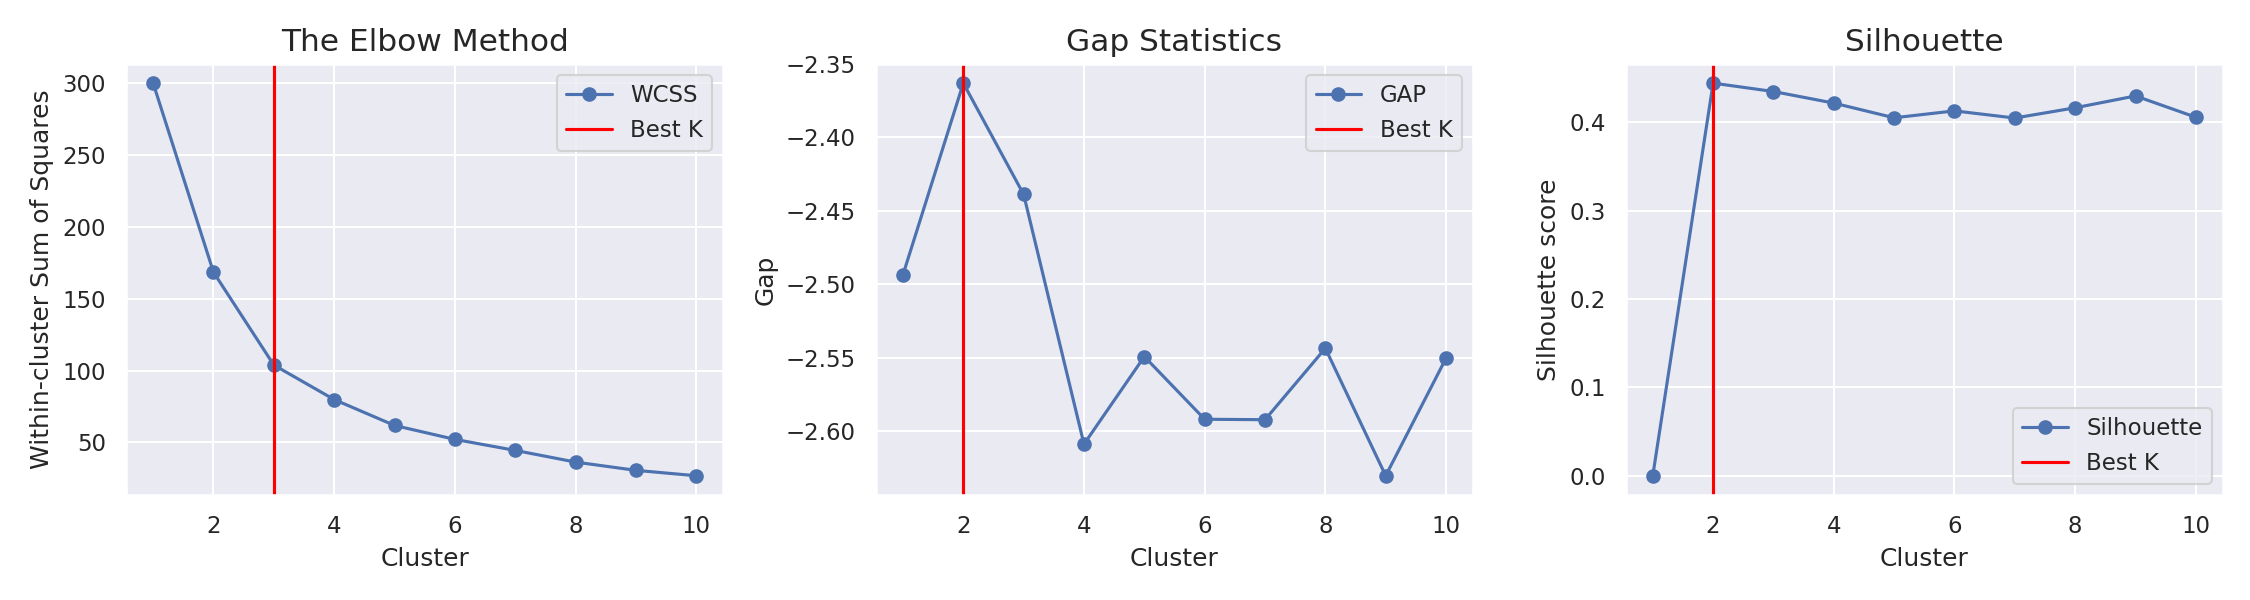 The Elbow Method
Within-cluster Sum of Squares
300
250
200
150
100
50
2 4 6 8 10
Cluster
WCSS
Best K
Gap Statistics
Gap
−2.35
−2.40
−2.45
−2.50
−2.55
−2.60
2 4 6 8 10
Cluster
GAP
Best K
Silhouette
Silhouette score
0.4
0.3
0.2
0.1
0.0
2 4 6 8 10
Cluster
Silhouette
Best K